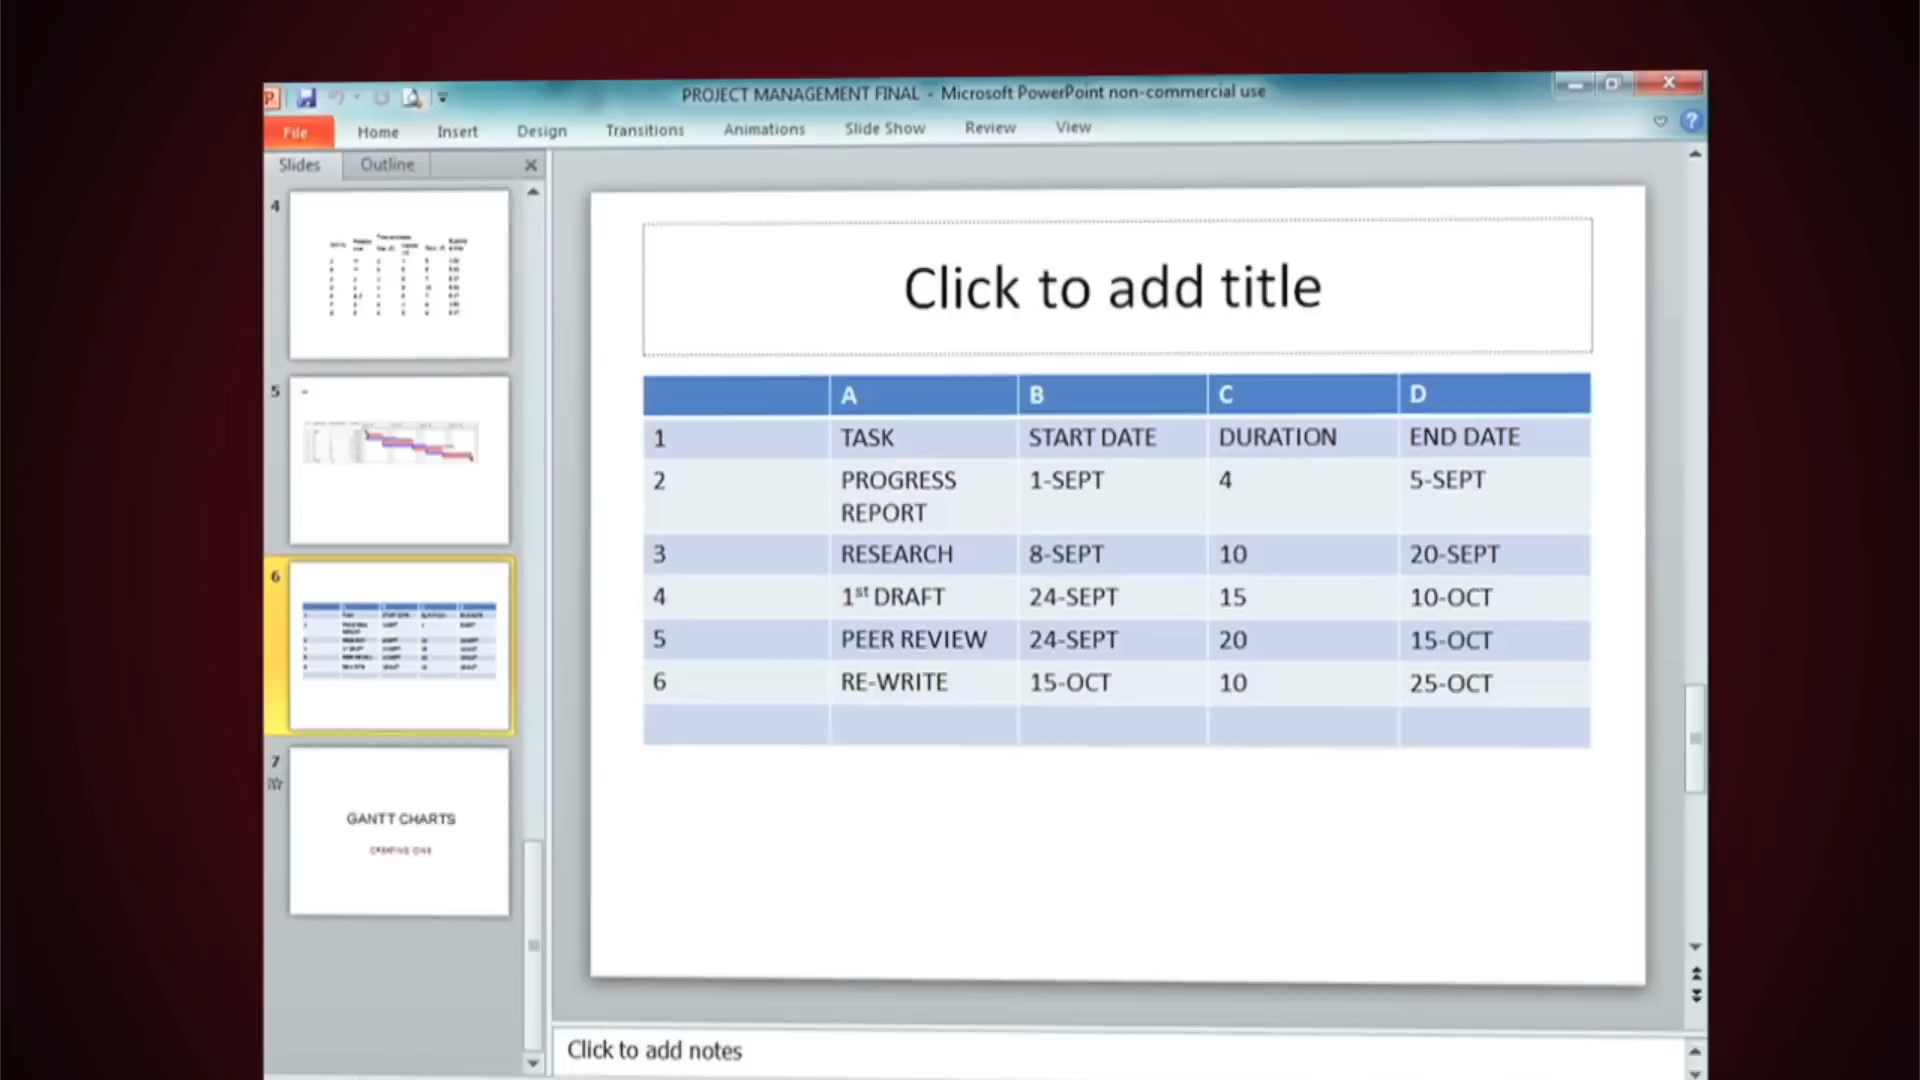 PROJECT MANAGEMENT FINAL - Microsoft PowerPoint non-commercial use
File Home Insert Design Transitions Animations Slide Show Review View
Slides Outline
4
5
6
7
GANTT CHARTS
Click to add title
A B C D
1 TASK START DATE DURATION END DATE
2 PROGRESS REPORT 1-SEPT 4 5-SEPT
3 RESEARCH 8-SEPT 10 20-SEPT
4 1st DRAFT 24-SEPT 15 10-OCT
5 PEER REVIEW 24-SEPT 20 15-OCT
6 RE-WRITE 15-OCT 10 25-OCT
Click to add notes